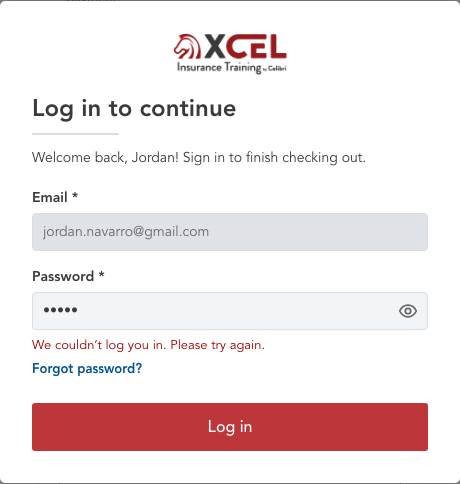 XCEL
Insurance Training by Colibri
Log in to continue
Welcome back, Jordan! Sign in to finish checking out.
Email *
jordan.navarro@gmail.com
Password *
•••••
We couldn't log you in. Please try again.
Forgot password?
Log in